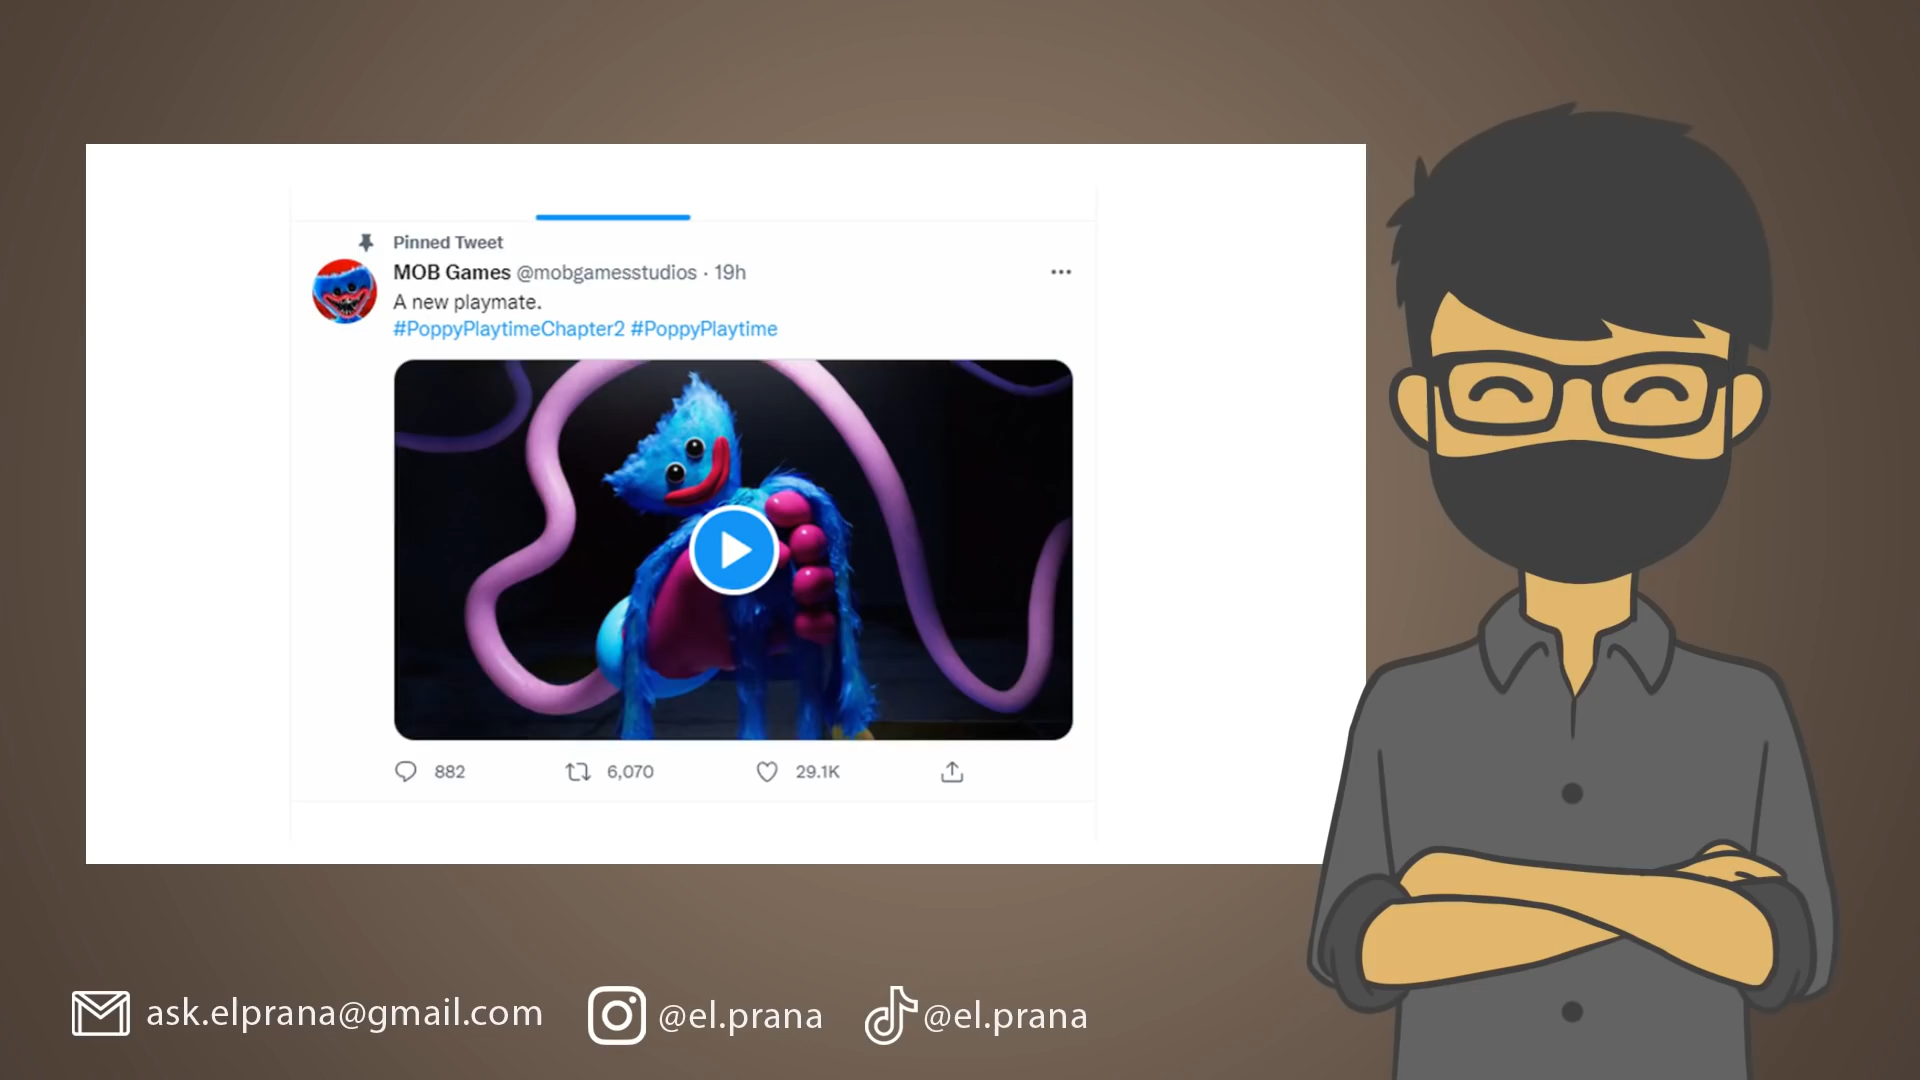 Pinned Tweet
MOB Games @mobgamesstudios · 19h
A new playmate.
#PoppyPlaytimeChapter2 #PoppyPlaytime
882 6,070 29.1K
ask.elprana@gmail.com @el.prana @el.prana